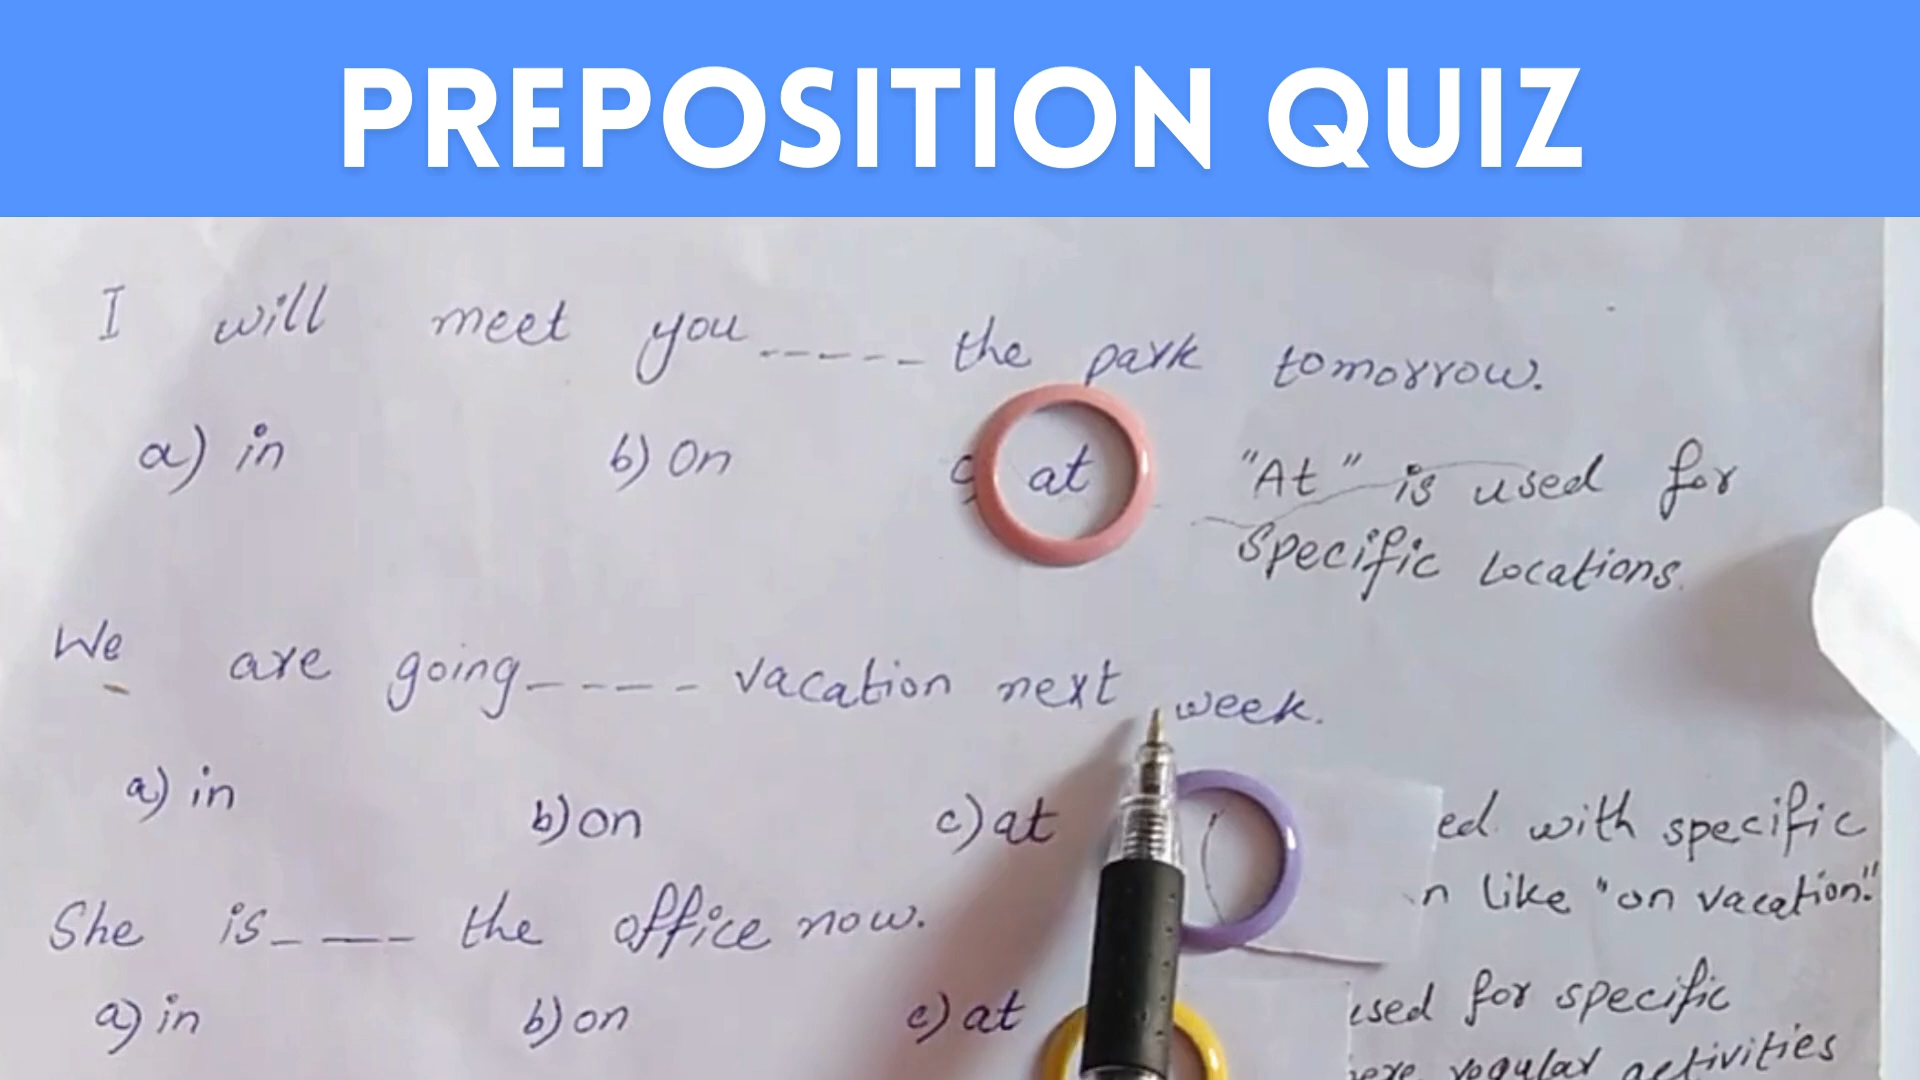 PREPOSITION QUIZ
I will meet you ----- the park tomorrow.
a) in b) On c) at
"At" is used for
Specific Locations.
We are going ---- vacation next week.
a) in b) on c) at
ed with specific
n like "on vacation."
She is ---- the office now.
a) in b) on c) at
used for specific
regular activities